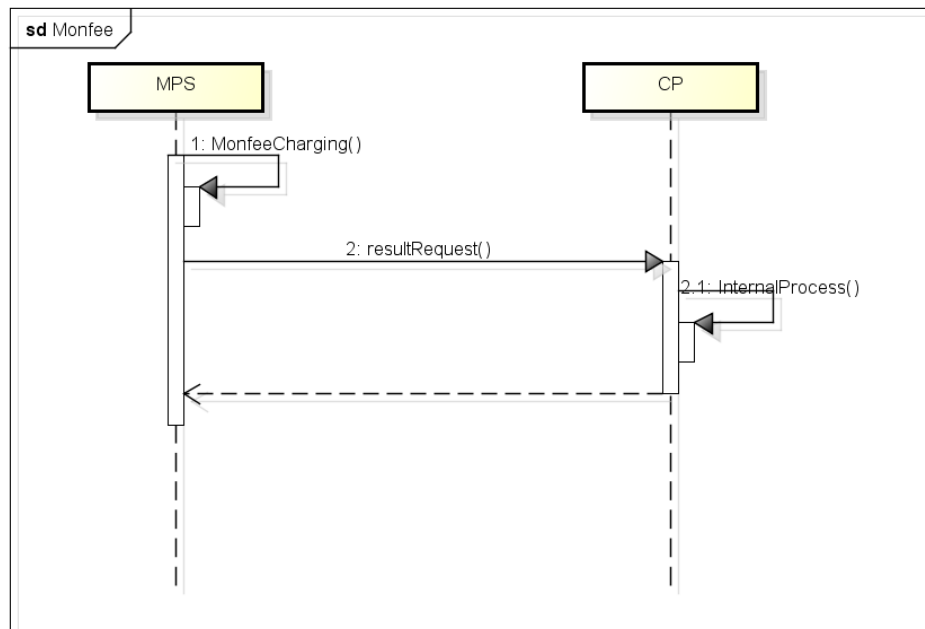 sd Monfee
MPS
CP
1: MonfeeCharging()
2: resultRequest()
2.1: InternalProcess()